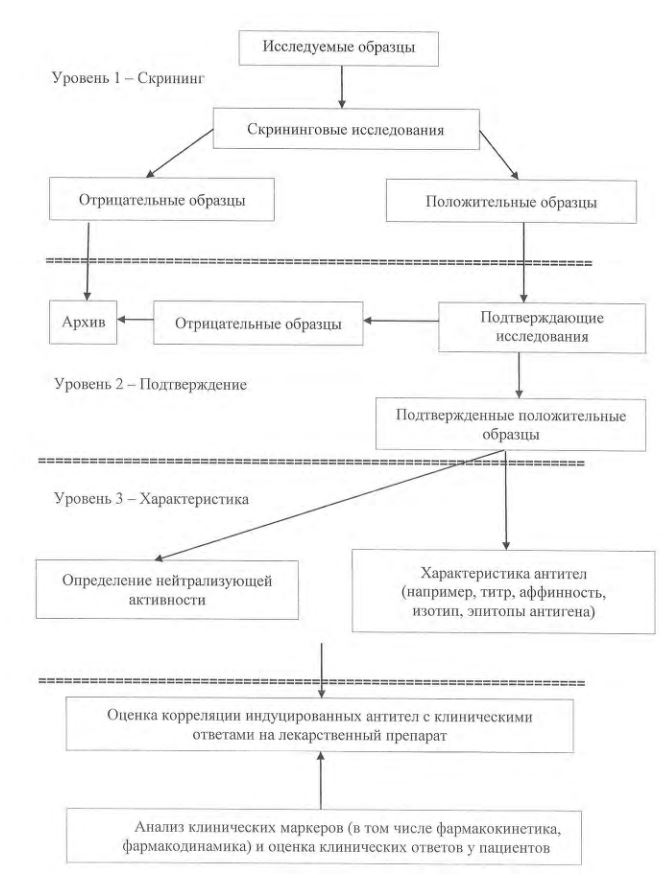 Исследуемые образцы
Уровень 1 – Скрининг
Скрининговые исследования
Отрицательные образцы
Положительные образцы
Архив
Отрицательные образцы
Подтверждающие
исследования
Уровень 2 – Подтверждение
Подтвержденные положительные
образцы
Уровень 3 – Характеристика
Определение нейтрализующей
активности
Характеристика антител
(например, титр, аффинность,
изотип, эпитопы антигена)
Оценка корреляции индуцированных антител с клиническими
ответами на лекарственный препарат
Анализ клинических маркеров (в том числе фармакокинетика,
фармакодинамика) и оценка клинических ответов у пациентов